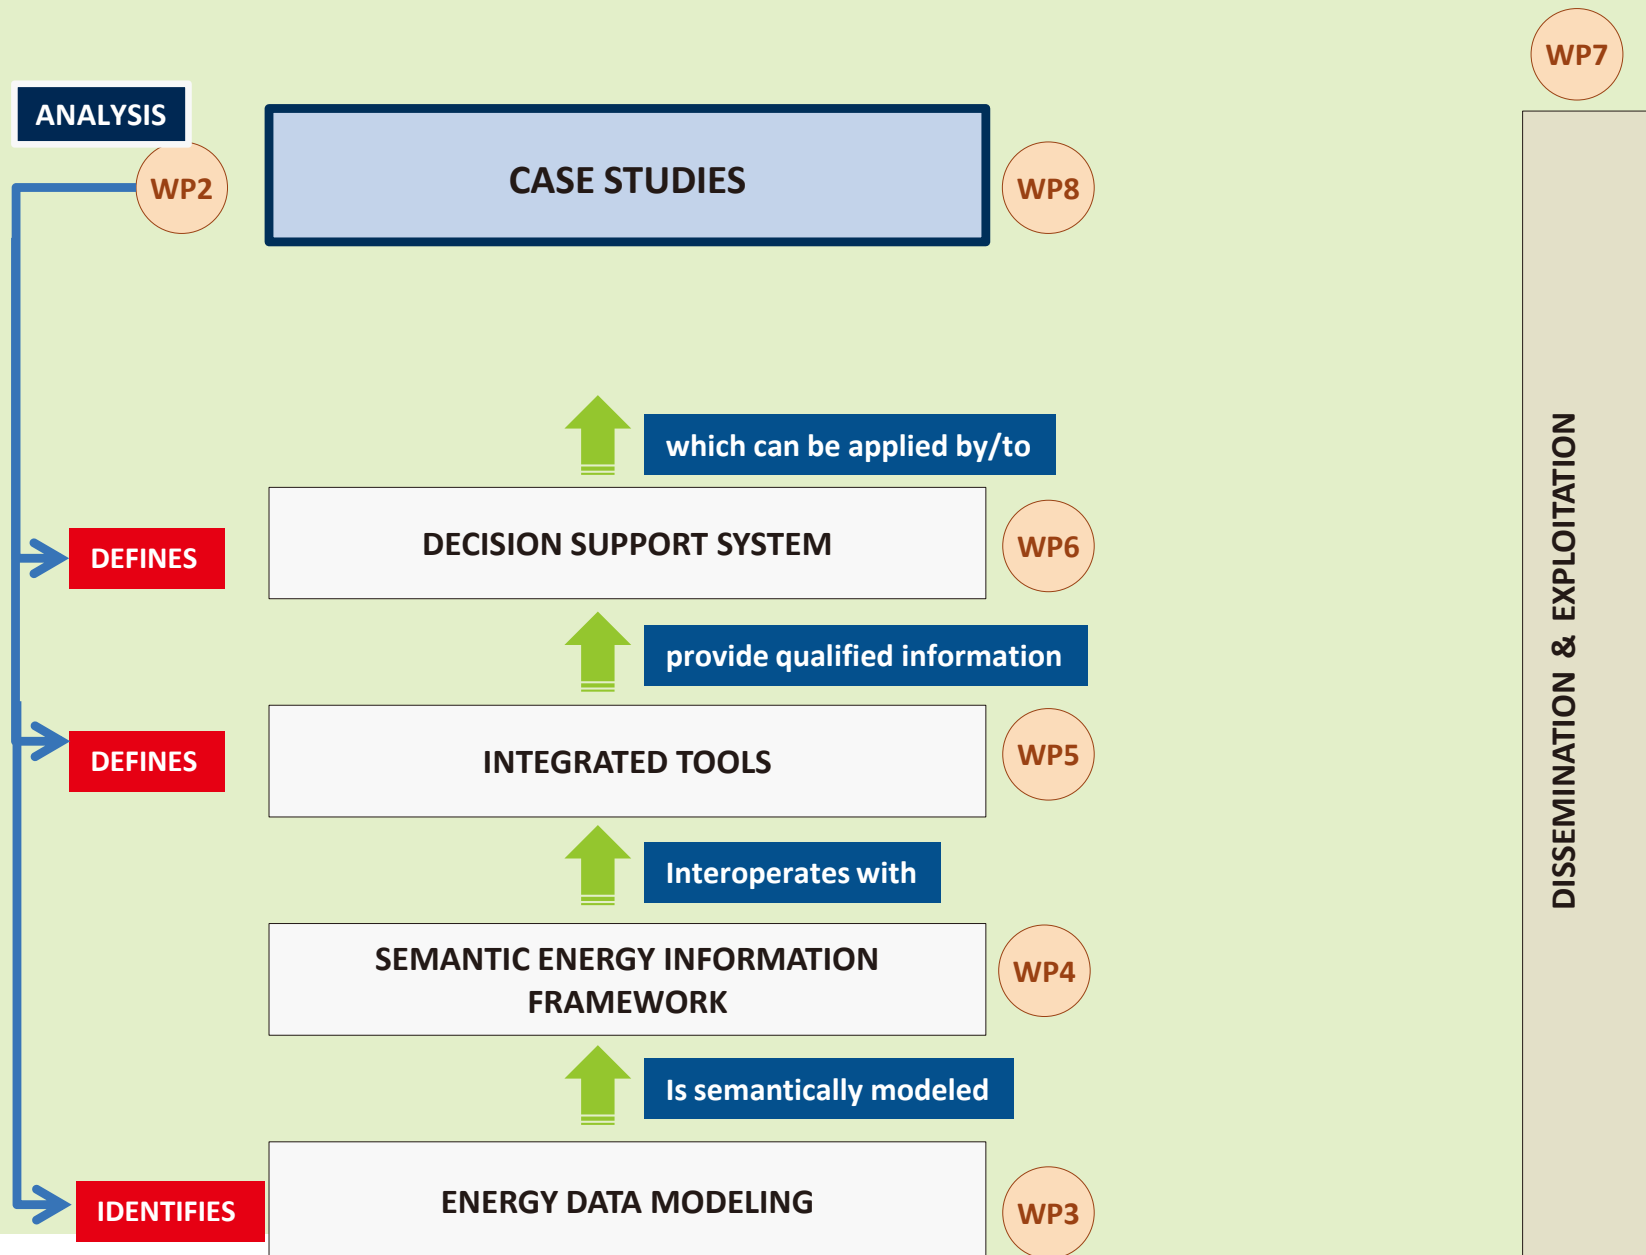 WP7
ANALYSIS
WP2
CASE STUDIES
WP8
which can be applied by/to
DEFINES
DECISION SUPPORT SYSTEM
WP6
provide qualified information
DEFINES
INTEGRATED TOOLS
WP5
Interoperates with
SEMANTIC ENERGY INFORMATION
FRAMEWORK
WP4
Is semantically modeled
IDENTIFIES
ENERGY DATA MODELING
WP3
DISSEMINATION & EXPLOITATION